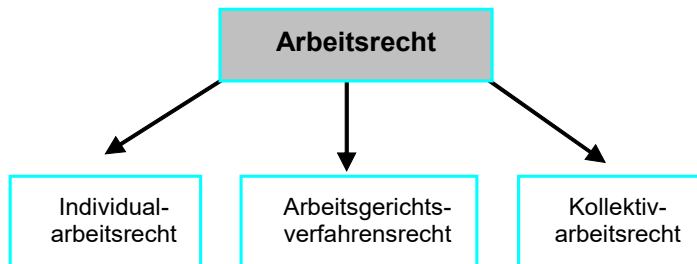 Arbeitsrecht
Individual-
arbeitsrecht
Arbeitsgerichts-
verfahrensrecht
Kollektiv-
arbeitsrecht